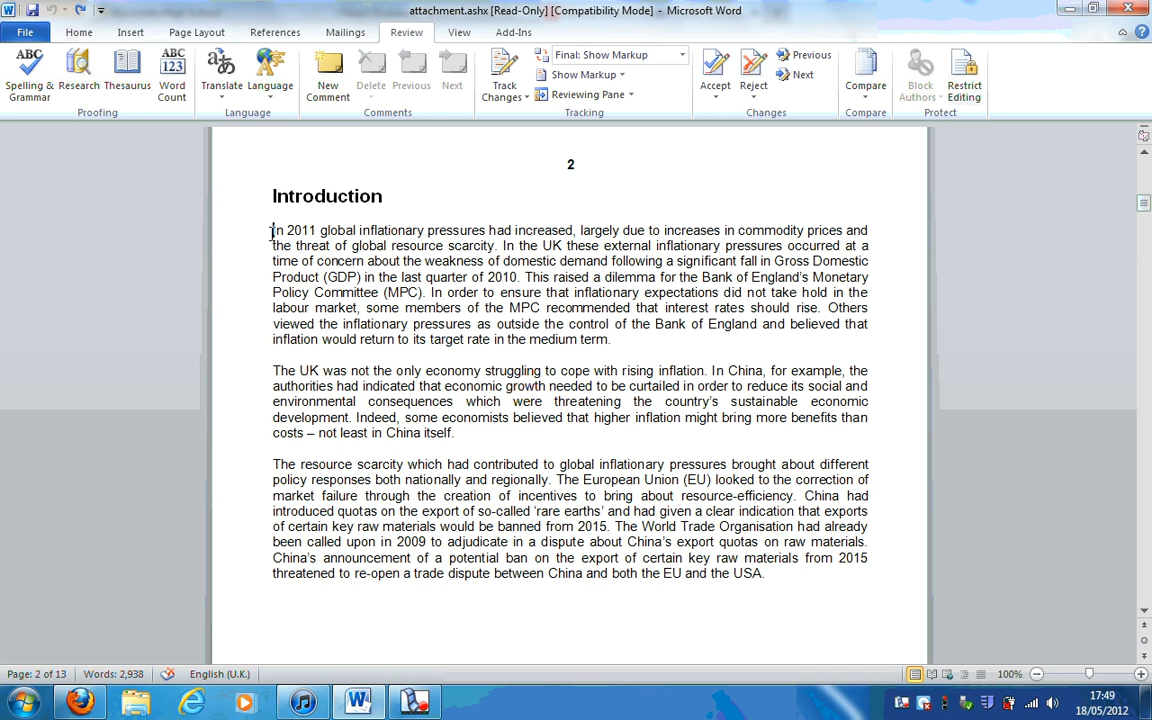 attachment.ashx [Read-Only] [Compatibility Mode] - Microsoft Word
File Home Insert Page Layout References Mailings Review View Add-Ins
Spelling & Grammar
Research
Thesaurus
Word Count
Translate
Language
New Comment
Delete
Previous
Next
Track Changes
Final: Show Markup
Show Markup
Reviewing Pane
Accept
Reject
Previous
Next
Compare
Block Authors
Restrict Editing
Proofing Language Comments Tracking Changes Compare Protect
2
Introduction
In 2011 global inflationary pressures had increased, largely due to increases in commodity prices and
the threat of global resource scarcity. In the UK these external inflationary pressures occurred at a
time of concern about the weakness of domestic demand following a significant fall in Gross Domestic
Product (GDP) in the last quarter of 2010. This raised a dilemma for the Bank of England's Monetary
Policy Committee (MPC). In order to ensure that inflationary expectations did not take hold in the
labour market, some members of the MPC recommended that interest rates should rise. Others
viewed the inflationary pressures as outside the control of the Bank of England and believed that
inflation would return to its target rate in the medium term.
The UK was not the only economy struggling to cope with rising inflation. In China, for example, the
authorities had indicated that economic growth needed to be curtailed in order to reduce its social and
environmental consequences which were threatening the country's sustainable economic
development. Indeed, some economists believed that higher inflation might bring more benefits than
costs – not least in China itself.
The resource scarcity which had contributed to global inflationary pressures brought about different
policy responses both nationally and regionally. The European Union (EU) looked to the correction of
market failure through the creation of incentives to bring about resource-efficiency. China had
introduced quotas on the export of so-called 'rare earths' and had given a clear indication that exports
of certain key raw materials would be banned from 2015. The World Trade Organisation had already
been called upon in 2009 to adjudicate in a dispute about China's export quotas on raw materials.
China's announcement of a potential ban on the export of certain key raw materials from 2015
threatened to re-open a trade dispute between China and both the EU and the USA.
Page: 2 of 13 Words: 2,938 English (U.K.) 100%
17:49
18/05/2012